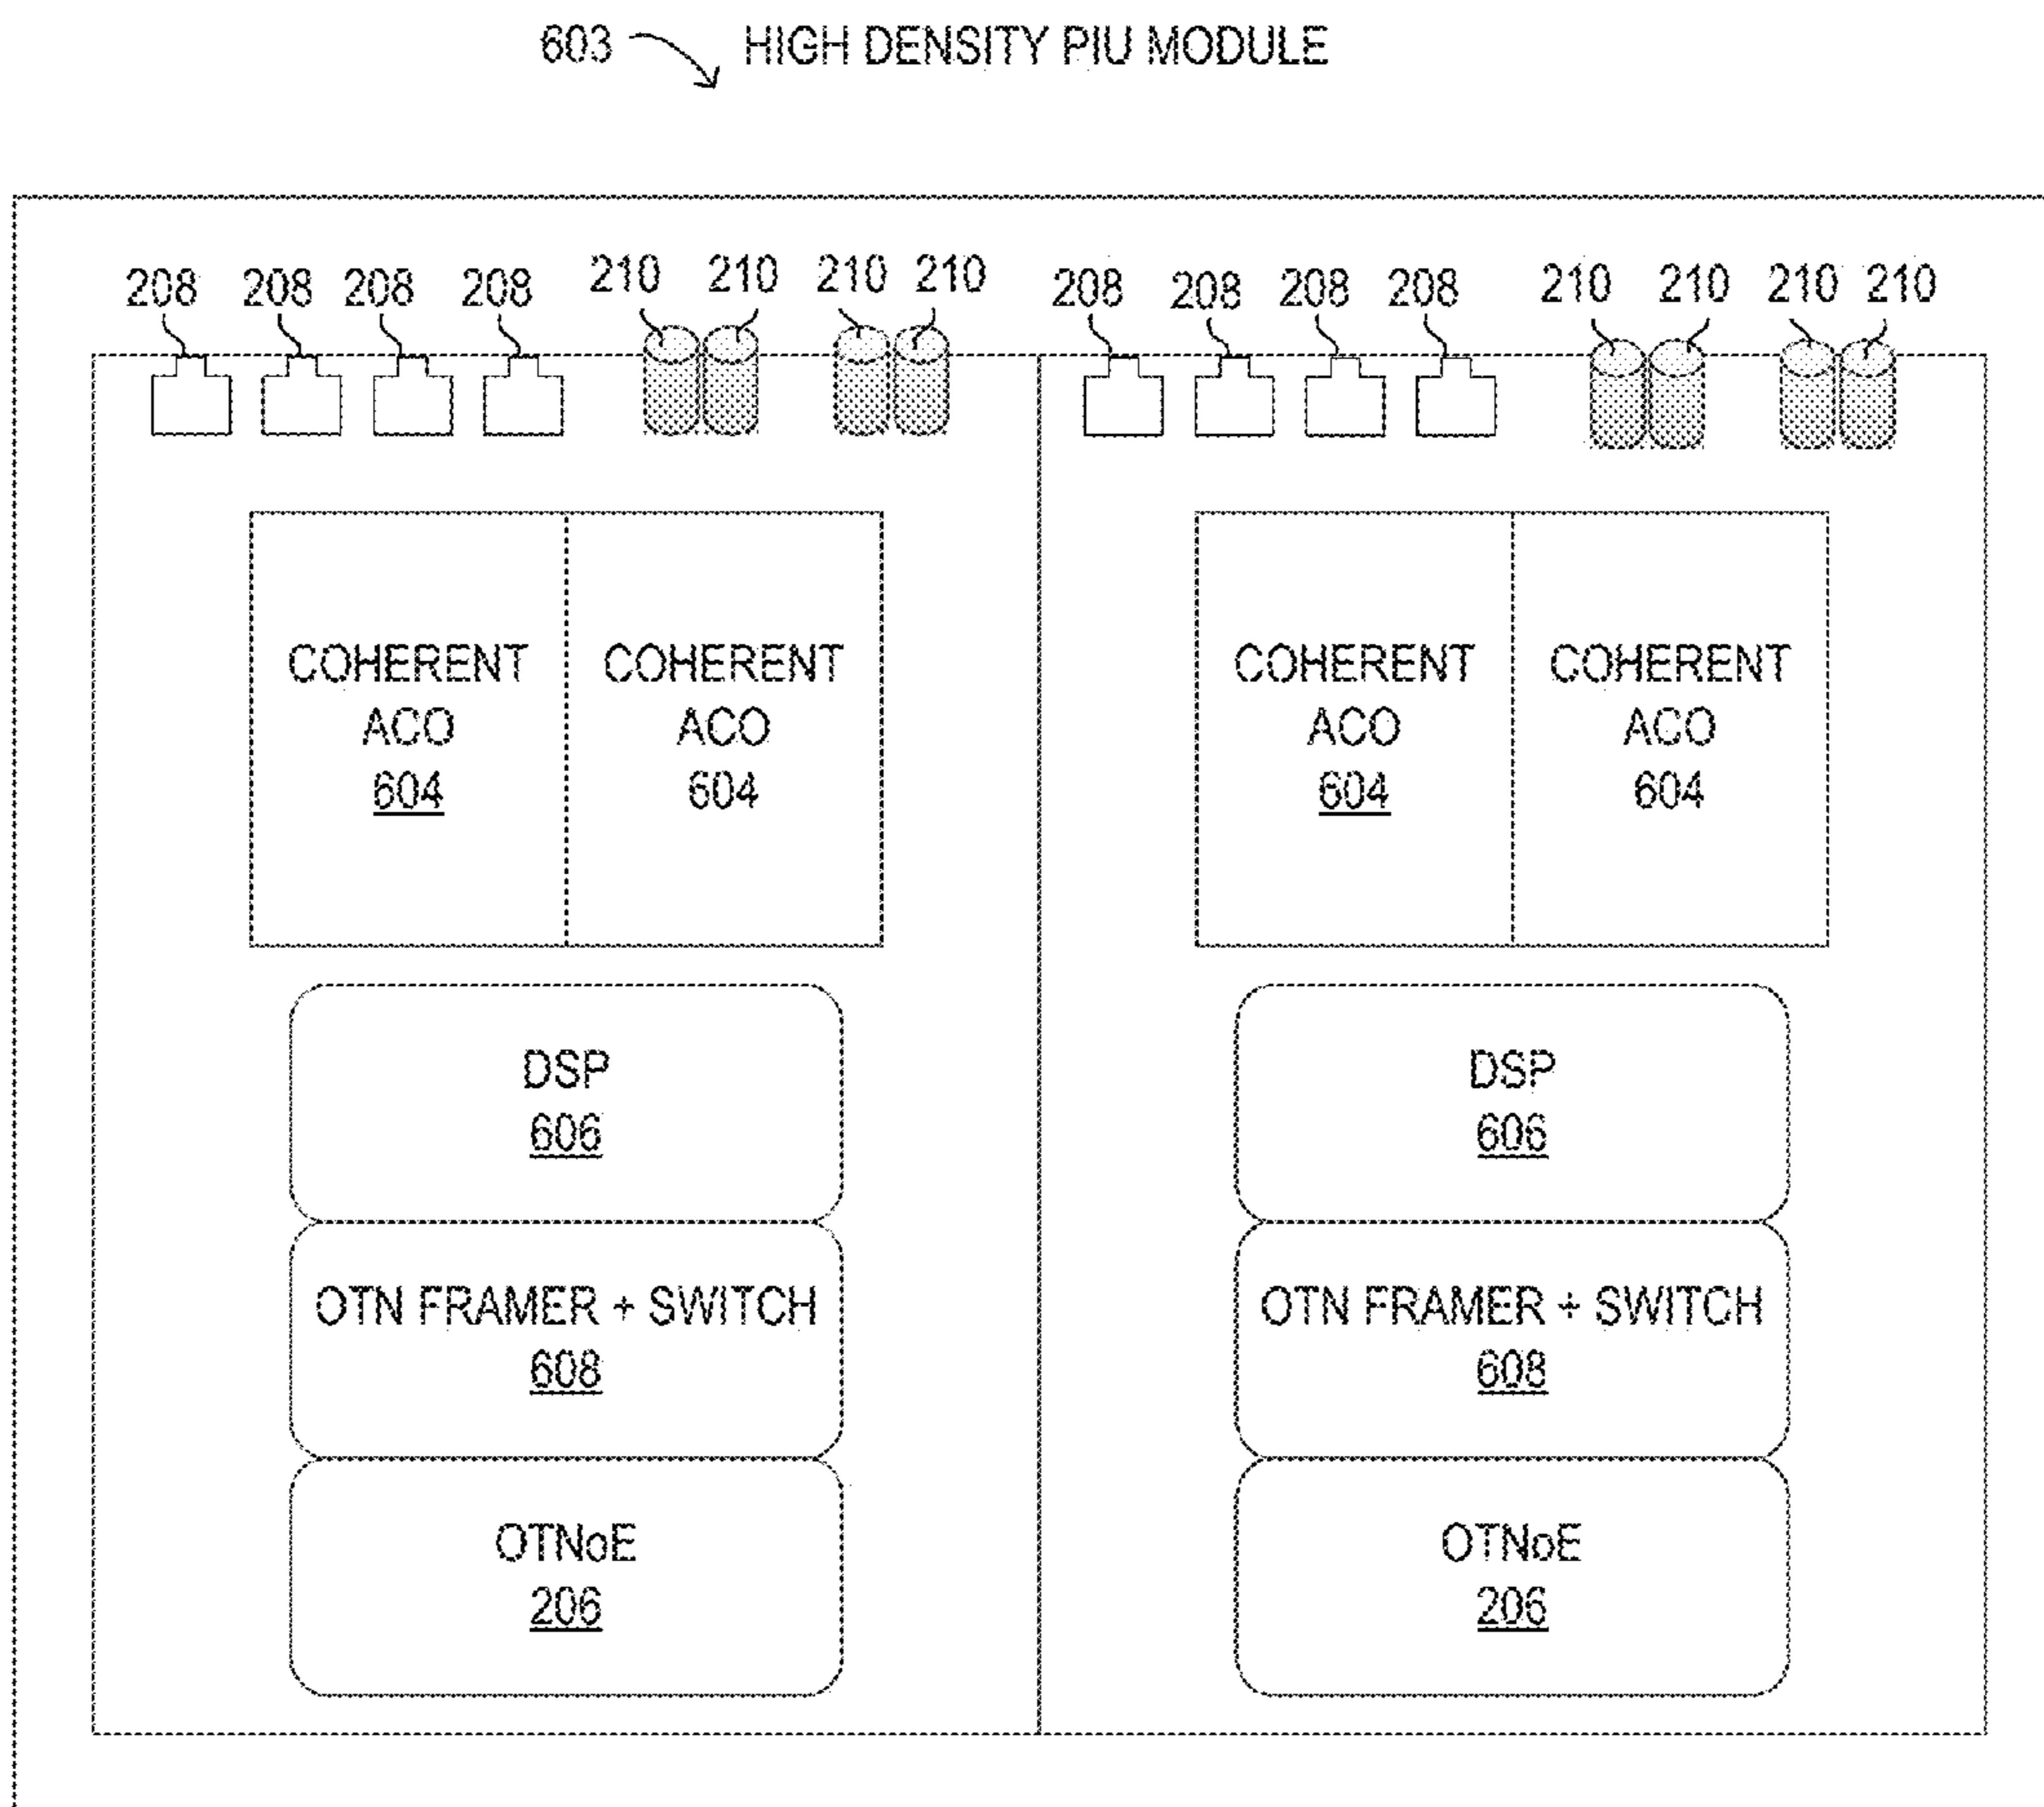 603 HIGH DENSITY PIU MODULE
208 208 208 208 210 210 210 210 208 208 208 208 210 210 210 210
COHERENT
ACO
604
COHERENT
ACO
604
COHERENT
ACO
604
COHERENT
ACO
604
DSP
606
DSP
606
OTN FRAMER + SWITCH
608
OTN FRAMER + SWITCH
608
OTNoE
206
OTNoE
206